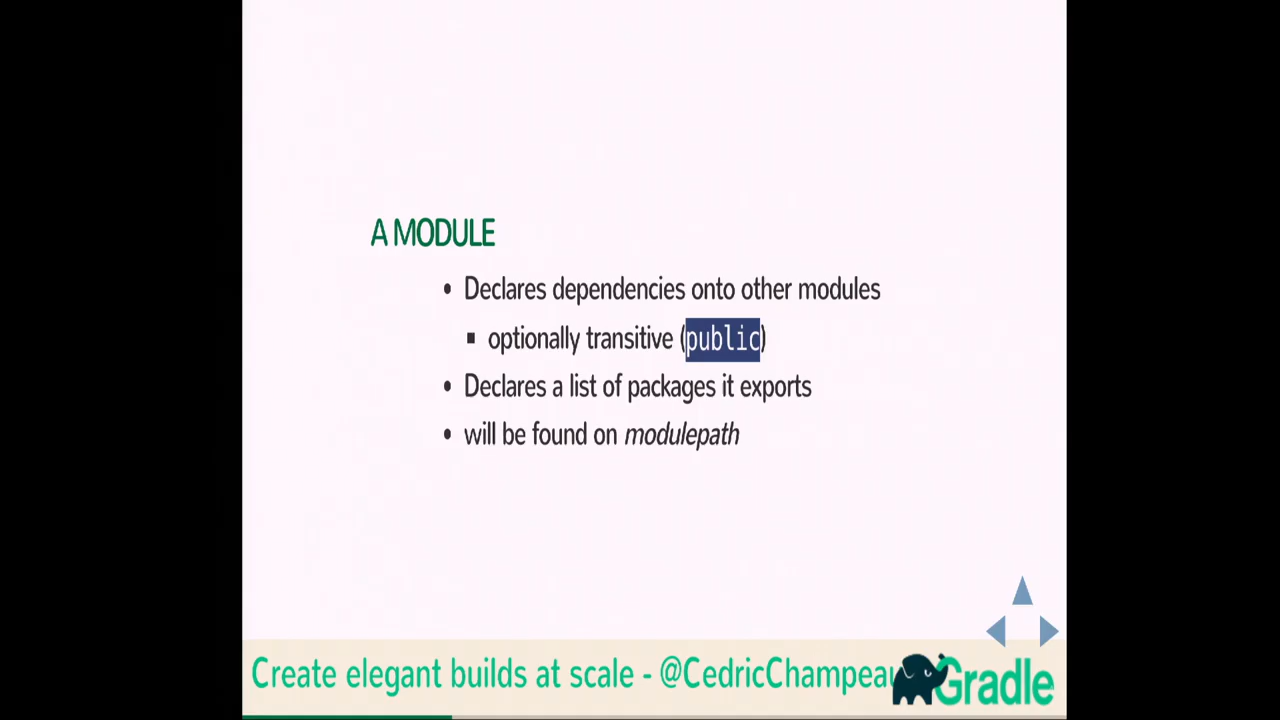 A MODULE
• Declares dependencies onto other modules
▪ optionally transitive (public)
• Declares a list of packages it exports
• will be found on modulepath
Create elegant builds at scale - @CedricChampeau
Gradle